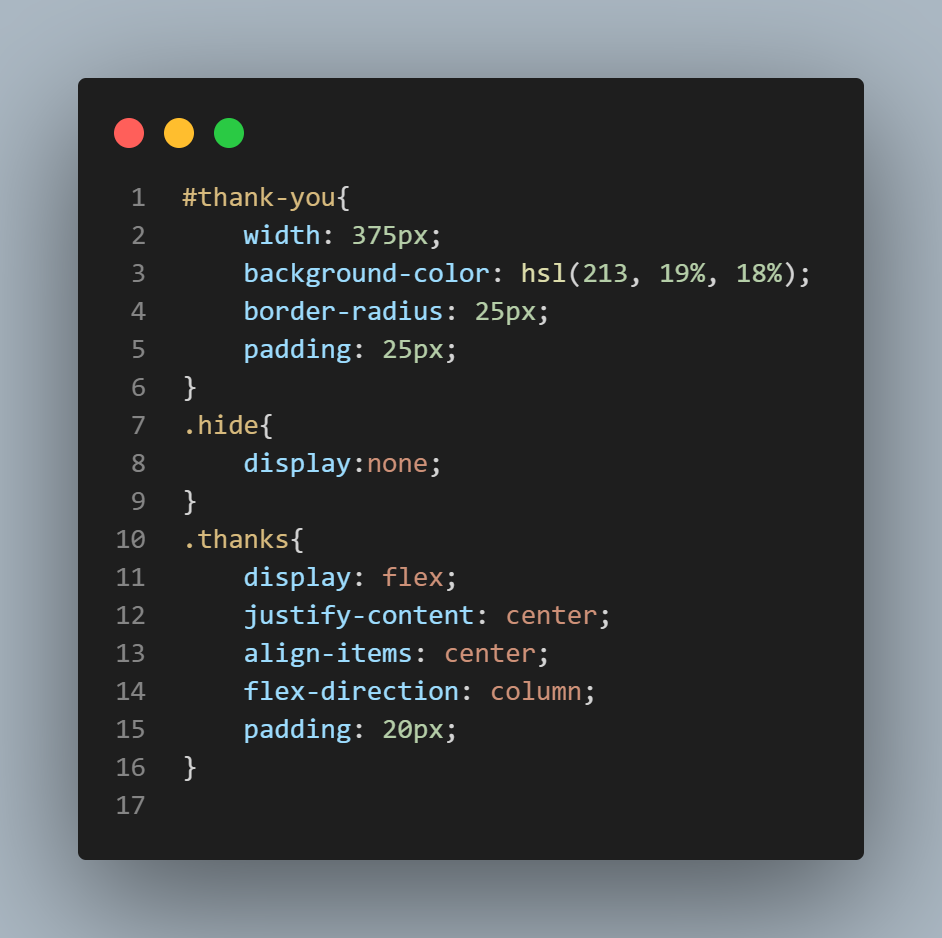 1 #thank-you{
2     width: 375px;
3     background-color: hsl(213, 19%, 18%);
4     border-radius: 25px;
5     padding: 25px;
6 }
7 .hide{
8     display:none;
9 }
10 .thanks{
11     display: flex;
12     justify-content: center;
13     align-items: center;
14     flex-direction: column;
15     padding: 20px;
16 }
17